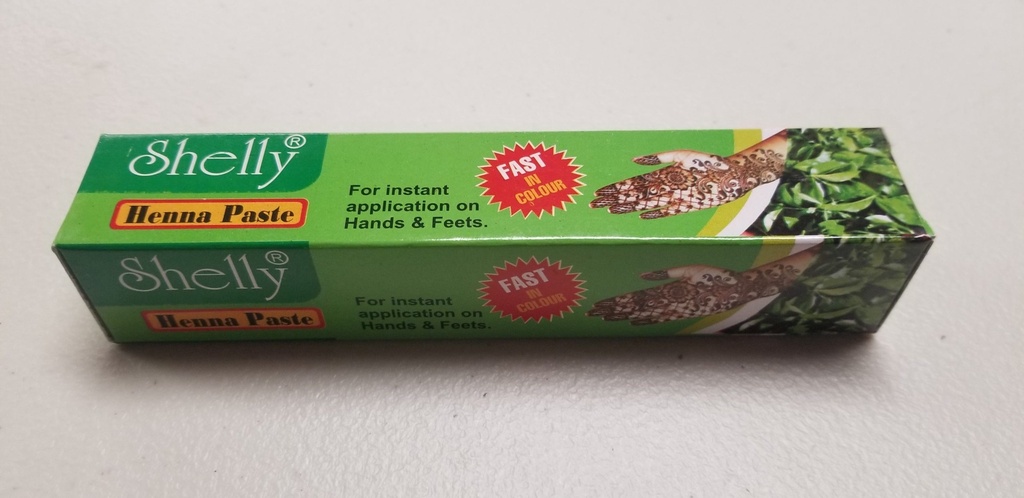 Shelly®
Henna Paste
For instant
application on
Hands & Feets.
FAST
IN
COLOUR
Shelly®
Henna Paste
For instant
application on
Hands & Feets.
FAST
IN
COLOUR